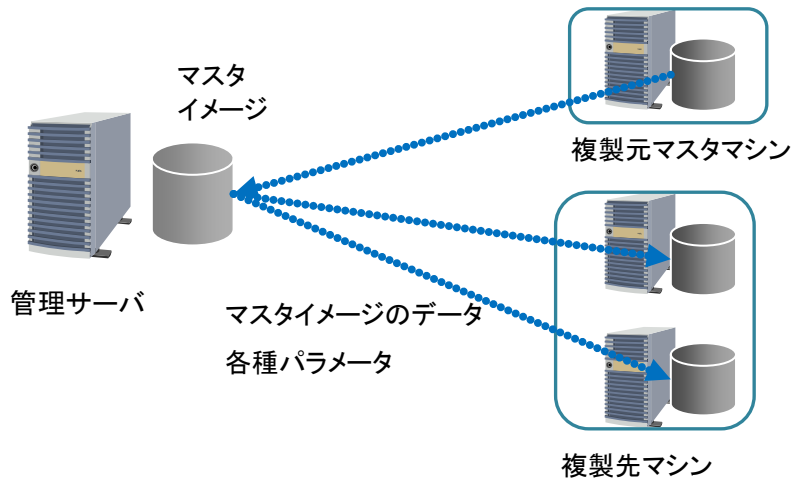 マスタ
イメージ
複製元マスタマシン
管理サーバ
マスタイメージのデータ
各種パラメータ
複製先マシン